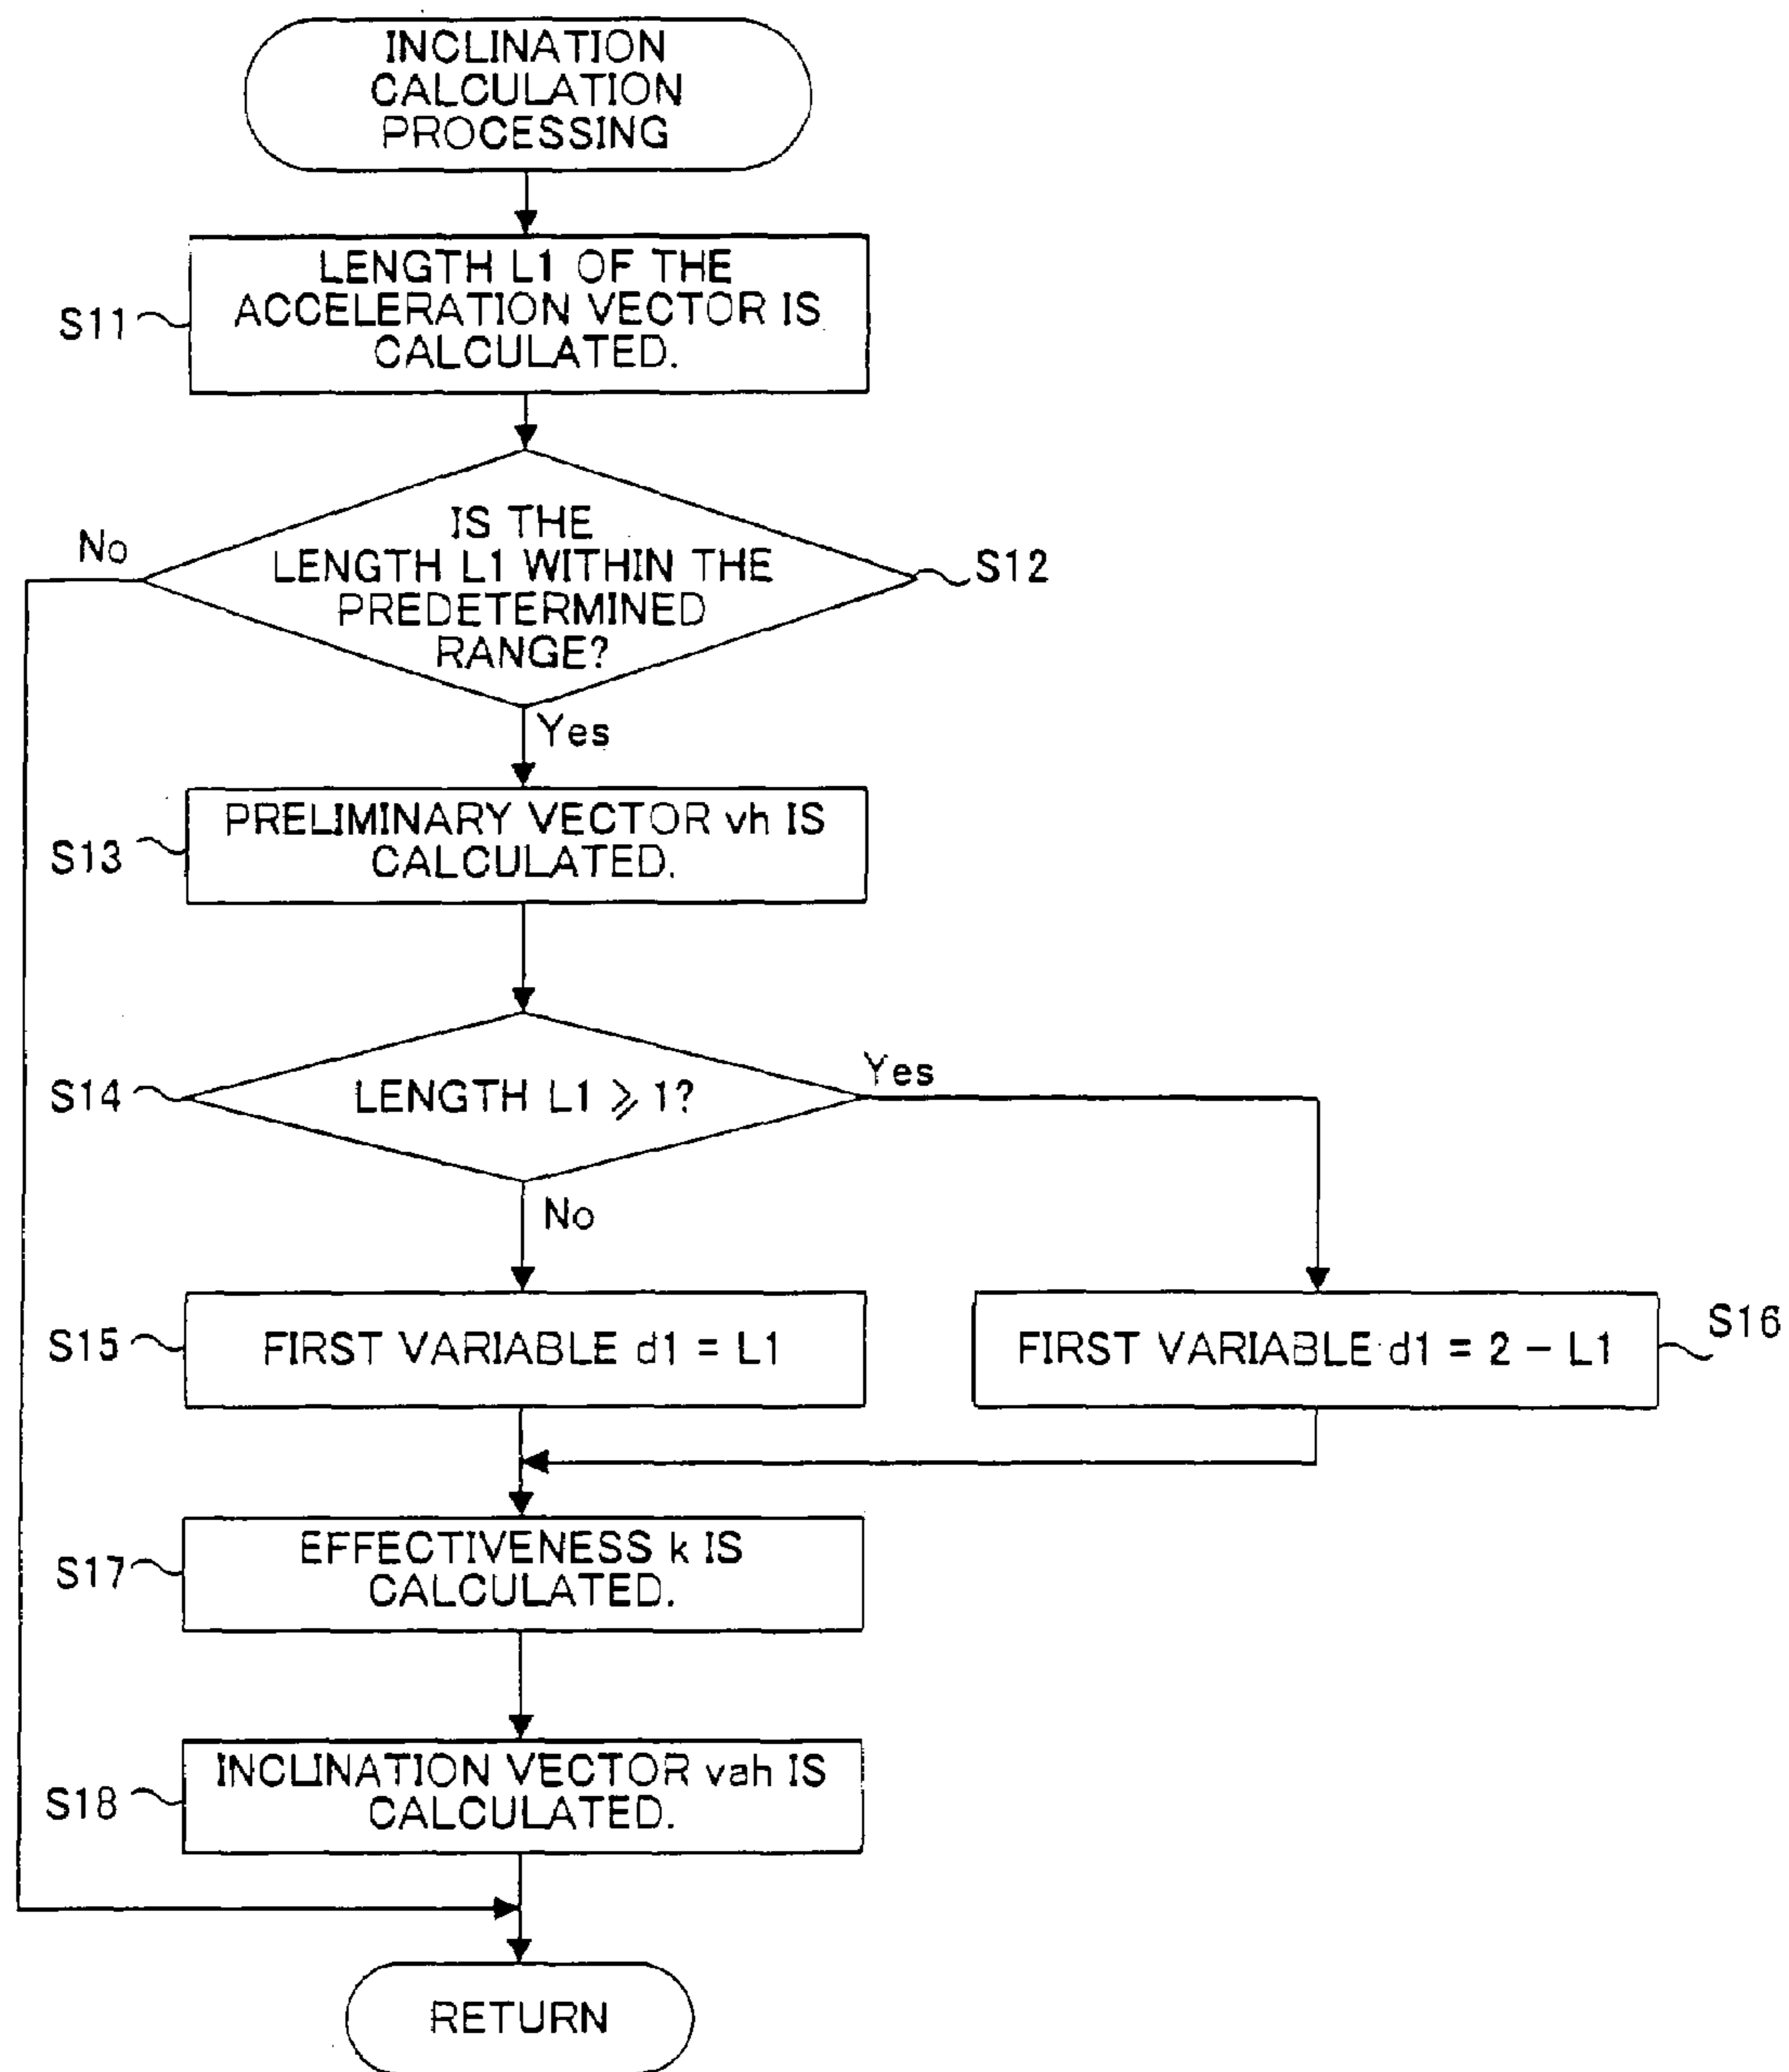 INCLINATION
CALCULATION
PROCESSING
S11
LENGTH L1 OF THE
ACCELERATION VECTOR IS
CALCULATED.
No
IS THE
LENGTH L1 WITHIN THE
PREDETERMINED
RANGE?
S12
Yes
S13
PRELIMINARY VECTOR vh IS
CALCULATED.
S14
LENGTH L1 ⩾ 1?
Yes
No
S15
FIRST VARIABLE d1 = L1
FIRST VARIABLE d1 = 2 – L1
S16
S17
EFFECTIVENESS k IS
CALCULATED.
S18
INCLINATION VECTOR vah IS
CALCULATED.
RETURN